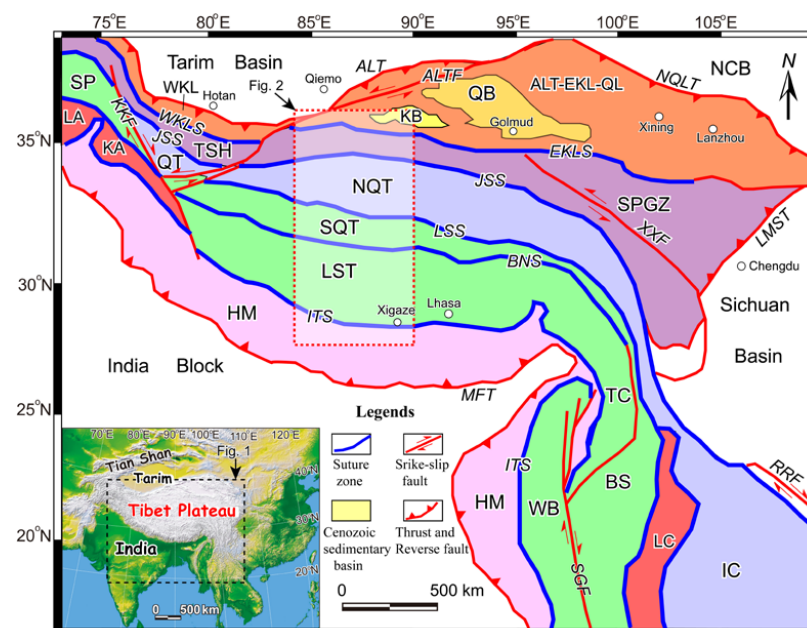 75°E 80°E 85°E 90°E 95°E 100°E 105°E
35°N
30°N
25°N
20°N
Tarim Basin
Fig. 2
Qiemo
ALT
ALTF
ALT-EKL-QL
NQLT
NCB
N
SP
WKL
Hotan
QB
KB
Golmud
Xining
Lanzhou
LA
KKF
WKLS
JSS
TSH
QT
KA
EKLS
NQT
JSS
SPGZ
XXF
LMST
Chengdu
SQT
LSS
BNS
LST
Sichuan
Basin
HM
ITS
Xigaze
Lhasa
India Block
MFT
TC
Legends
Suture
zone
Srike-slip
fault
Cenozoic
sedimentary
basin
Thrust and
Reverse fault
0 500 km
ITS
HM
WB
BS
SGF
LC
IC
RRF
70°E 80°E 90°E 100°E 110°E 120°E
Fig. 1
40°N
30°N
20°N
Tian Shan
Tarim
Tibet Plateau
India
0 500 km